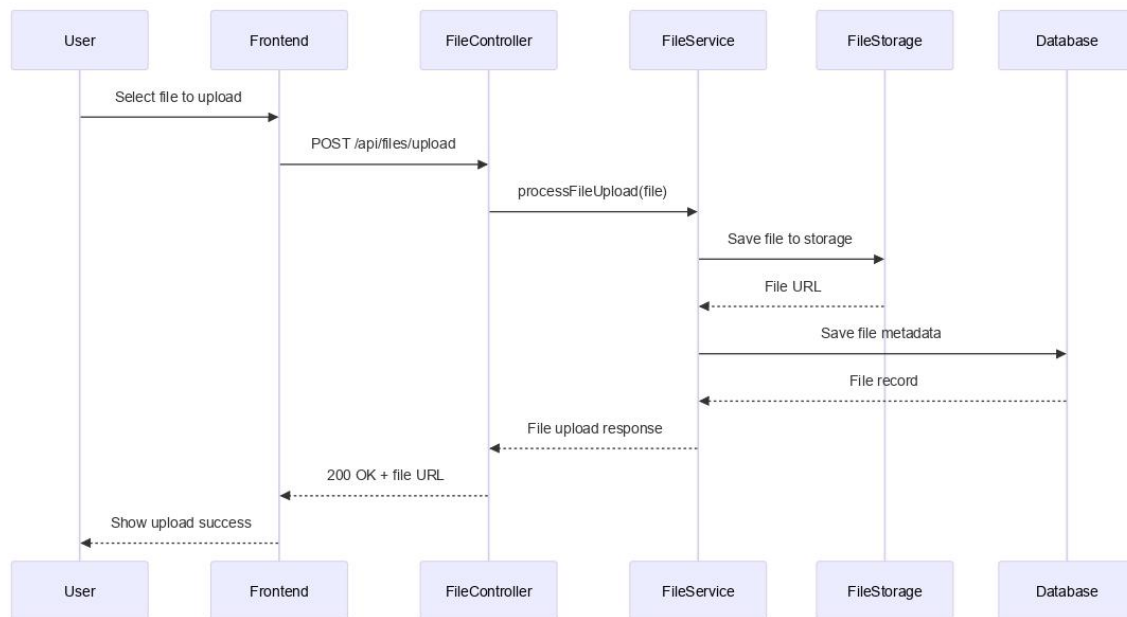 User Frontend FileController FileService FileStorage Database
Select file to upload
POST /api/files/upload
processFileUpload(file)
Save file to storage
File URL
Save file metadata
File record
File upload response
200 OK + file URL
Show upload success
User Frontend FileController FileService FileStorage Database